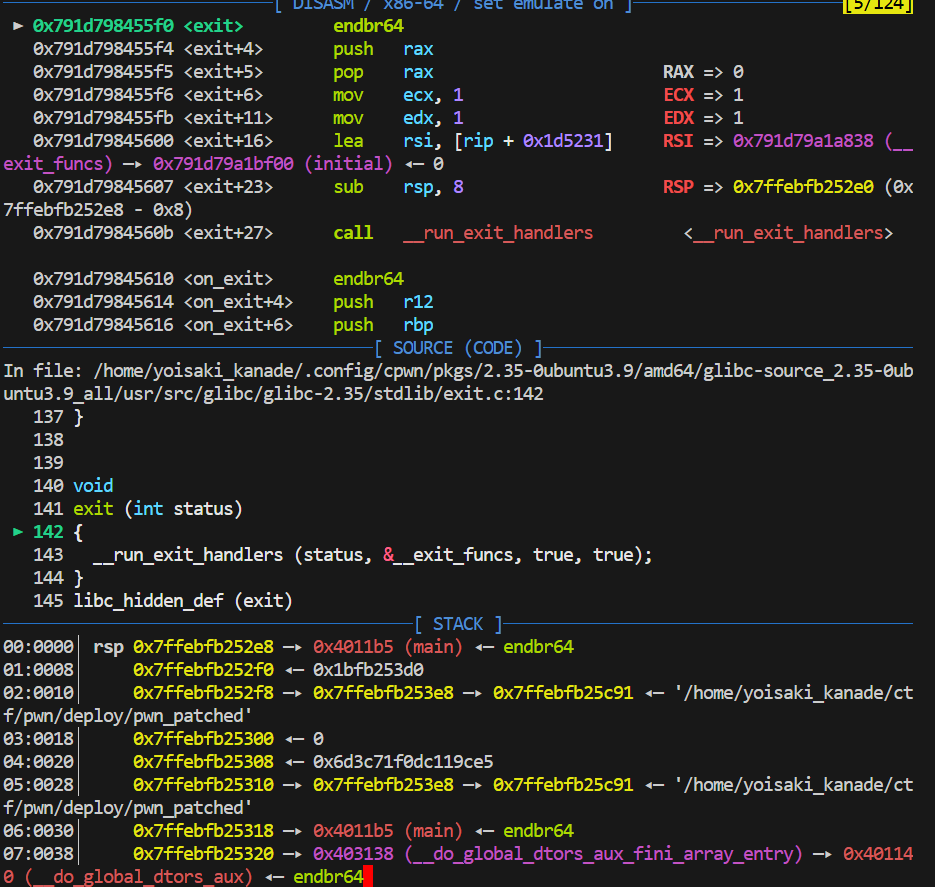 [ DISASM / x86-64 / set emulate on ] [5/124]
► 0x791d798455f0 <exit> endbr64
0x791d798455f4 <exit+4> push rax
0x791d798455f5 <exit+5> pop rax RAX => 0
0x791d798455f6 <exit+6> mov ecx, 1 ECX => 1
0x791d798455fb <exit+11> mov edx, 1 EDX => 1
0x791d79845600 <exit+16> lea rsi, [rip + 0x1d5231] RSI => 0x791d79a1a838 (__
exit_funcs) —▸ 0x791d79a1bf00 (initial) ◂— 0
0x791d79845607 <exit+23> sub rsp, 8 RSP => 0x7ffebfb252e0 (0x
7ffebfb252e8 - 0x8)
0x791d7984560b <exit+27> call __run_exit_handlers <__run_exit_handlers>
0x791d79845610 <on_exit> endbr64
0x791d79845614 <on_exit+4> push r12
0x791d79845616 <on_exit+6> push rbp
[ SOURCE (CODE) ]
In file: /home/yoisaki_kanade/.config/cpwn/pkgs/2.35-0ubuntu3.9/amd64/glibc-source_2.35-0ub
untu3.9_all/usr/src/glibc/glibc-2.35/stdlib/exit.c:142
137 }
138
139
140 void
141 exit (int status)
► 142 {
143 __run_exit_handlers (status, &__exit_funcs, true, true);
144 }
145 libc_hidden_def (exit)
[ STACK ]
00:0000│ rsp 0x7ffebfb252e8 —▸ 0x4011b5 (main) ◂— endbr64
01:0008│ 0x7ffebfb252f0 ◂— 0x1bfb253d0
02:0010│ 0x7ffebfb252f8 —▸ 0x7ffebfb253e8 —▸ 0x7ffebfb25c91 ◂— '/home/yoisaki_kanade/ct
f/pwn/deploy/pwn_patched'
03:0018│ 0x7ffebfb25300 ◂— 0
04:0020│ 0x7ffebfb25308 ◂— 0x6d3c71f0dc119ce5
05:0028│ 0x7ffebfb25310 —▸ 0x7ffebfb253e8 —▸ 0x7ffebfb25c91 ◂— '/home/yoisaki_kanade/ct
f/pwn/deploy/pwn_patched'
06:0030│ 0x7ffebfb25318 —▸ 0x4011b5 (main) ◂— endbr64
07:0038│ 0x7ffebfb25320 —▸ 0x403138 (__do_global_dtors_aux_fini_array_entry) —▸ 0x40114
0 (__do_global_dtors_aux) ◂— endbr64